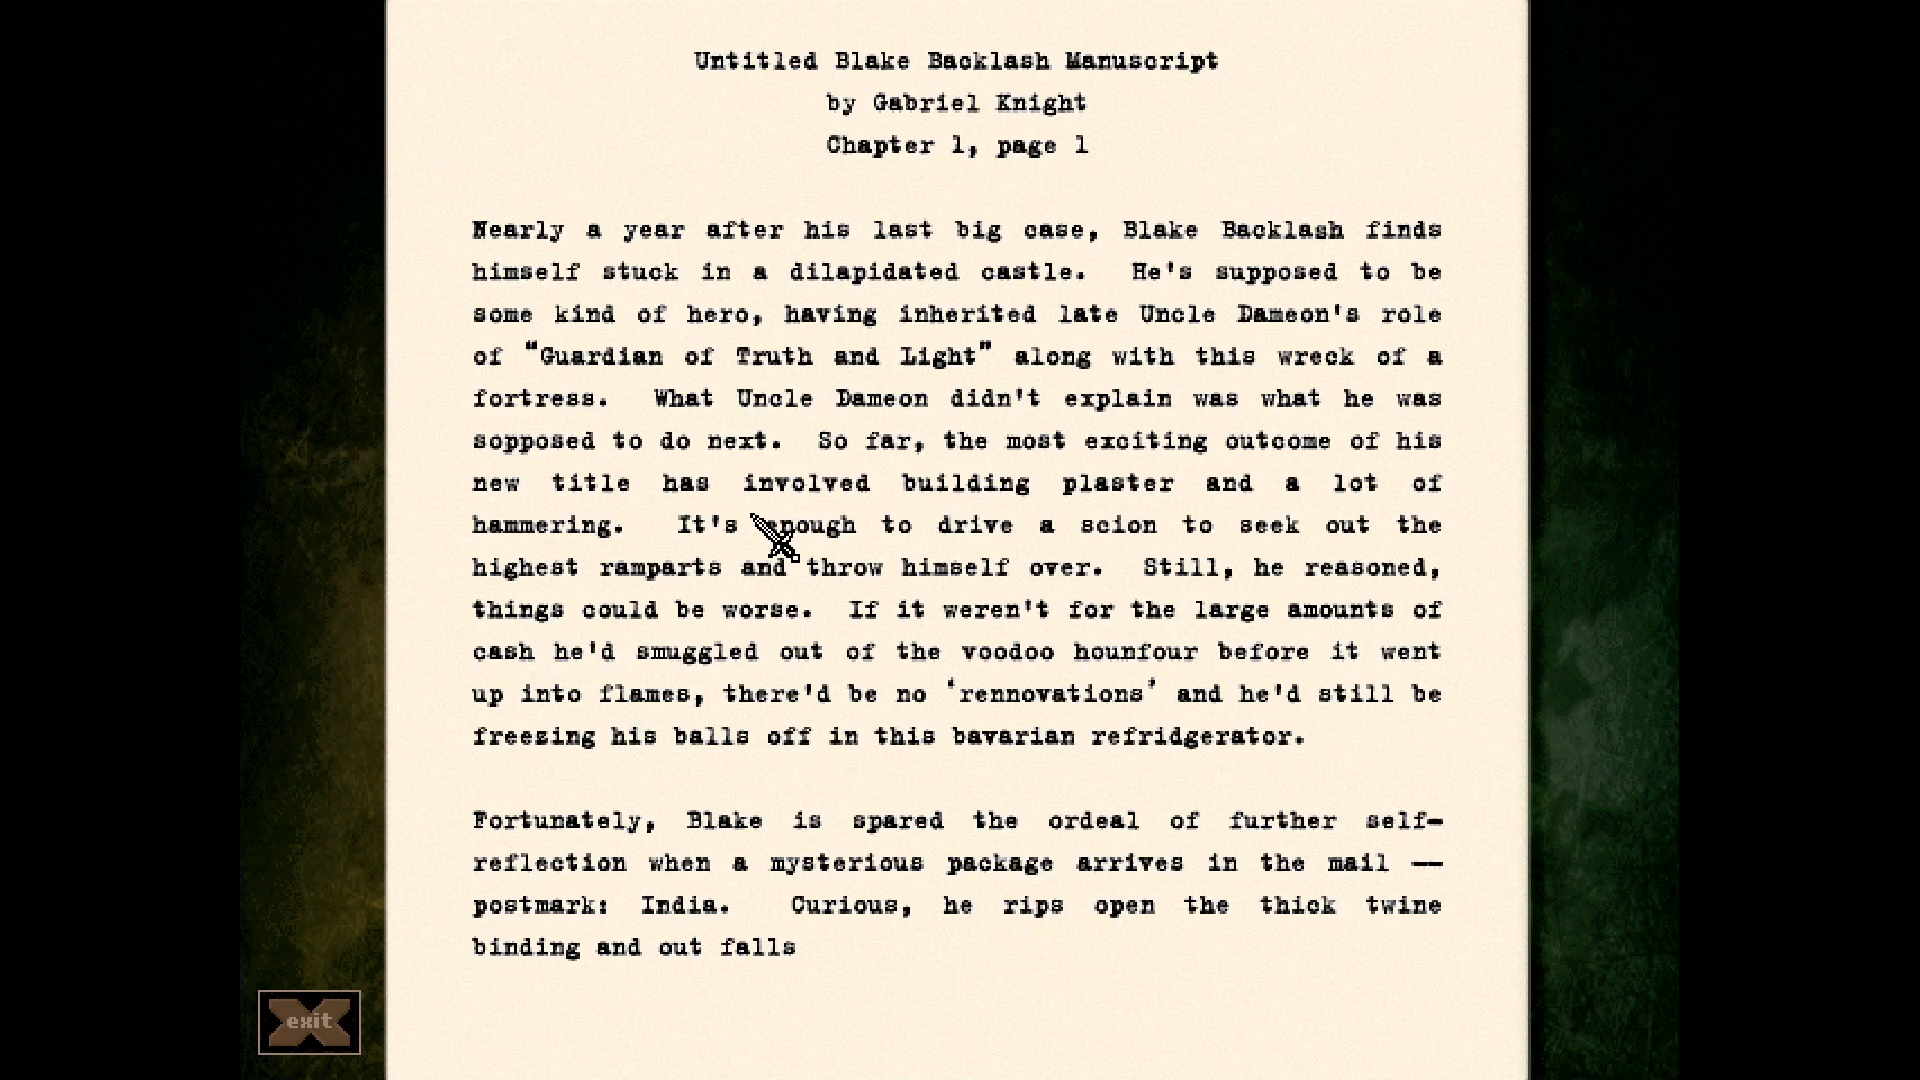 Untitled Blake Backlash Manuscript
by Gabriel Knight
Chapter 1, page 1
Nearly a year after his last big case, Blake Backlash finds
himself stuck in a dilapidated castle. He's supposed to be
some kind of hero, having inherited late Uncle Dameon's role
of "Guardian of Truth and Light" along with this wreck of a
fortress. What Uncle Dameon didn't explain was what he was
sopposed to do next. So far, the most exciting outcome of his
new title has involved building plaster and a lot of
hammering. It's enough to drive a scion to seek out the
highest ramparts and throw himself over. Still, he reasoned,
things could be worse. If it weren't for the large amounts of
cash he'd smuggled out of the voodoo hounfour before it went
up into flames, there'd be no 'rennovations' and he'd still be
freezing his balls off in this bavarian refridgerator.
Fortunately, Blake is spared the ordeal of further self-
reflection when a mysterious package arrives in the mail --
postmark: India. Curious, he rips open the thick twine
binding and out falls
exit